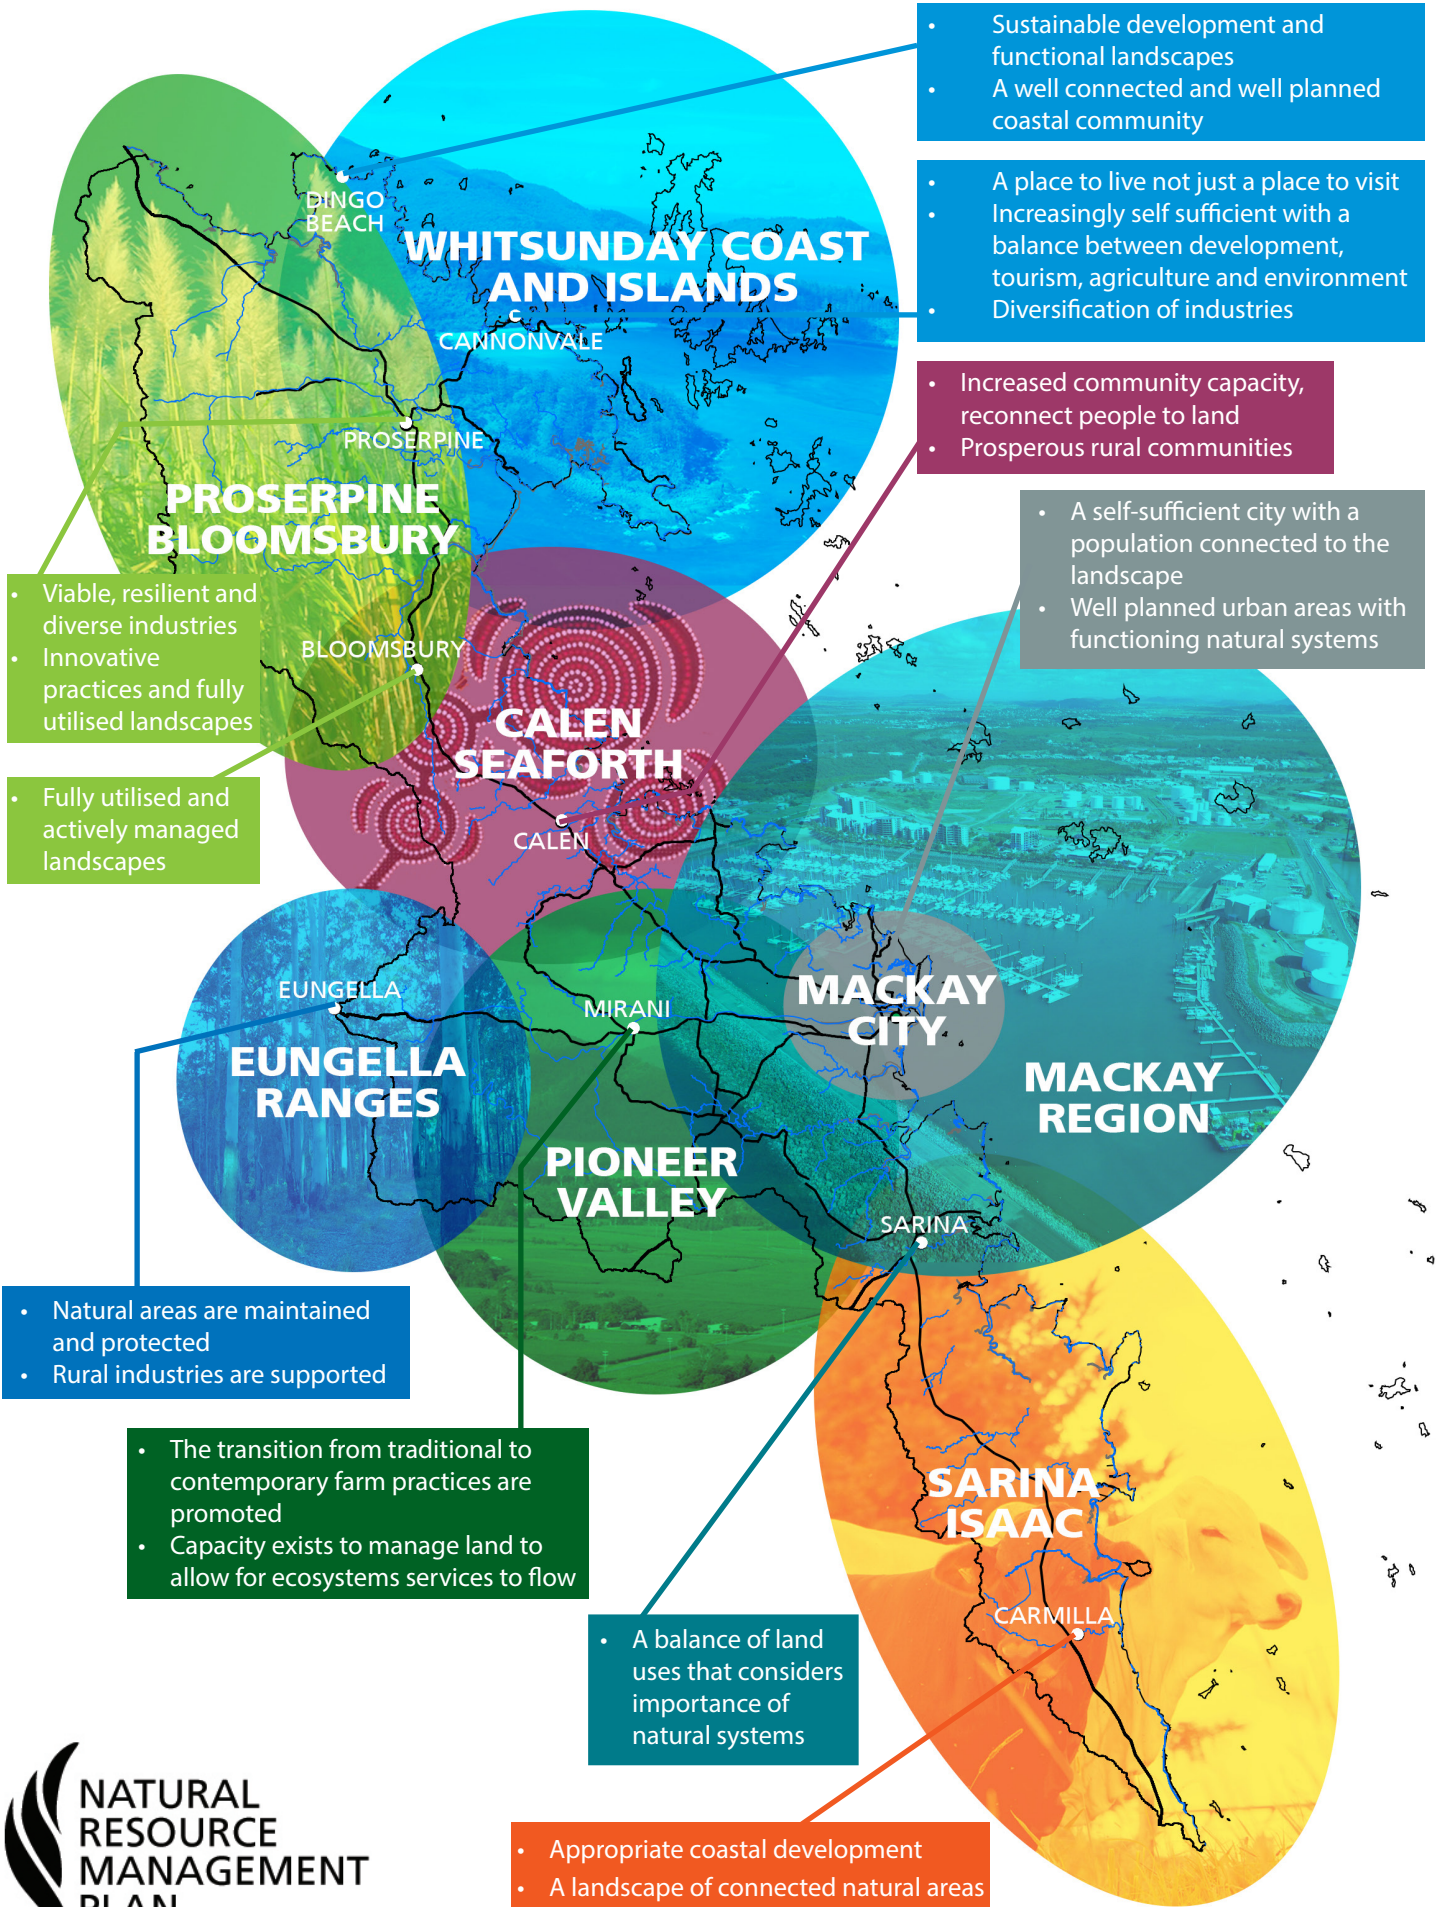 • Sustainable development and
functional landscapes
• A well connected and well planned
coastal community
• A place to live not just a place to visit
• Increasingly self sufficient with a
balance between development,
tourism, agriculture and environment
• Diversification of industries
DINGO
BEACH
WHITSUNDAY COAST
AND ISLANDS
CANNONVALE
• Increased community capacity,
reconnect people to land
• Prosperous rural communities
PROSERPINE
PROSERPINE
BLOOMSBURY
• A self-sufficient city with a
population connected to the
landscape
• Well planned urban areas with
functioning natural systems
• Viable, resilient and
diverse industries
• Innovative
practices and fully
utilised landscapes
BLOOMSBURY
CALEN
SEAFORTH
• Fully utilised and
actively managed
landscapes
CALEN
EUNGELLA
MIRANI
MACKAY
CITY
EUNGELLA
RANGES
MACKAY
REGION
PIONEER
VALLEY
SARINA
• Natural areas are maintained
and protected
• Rural industries are supported
• The transition from traditional to
contemporary farm practices are
promoted
• Capacity exists to manage land to
allow for ecosystems services to flow
SARINA
ISAAC
CARMILLA
• A balance of land
uses that considers
importance of
natural systems
NATURAL
RESOURCE
MANAGEMENT
PLAN
• Appropriate coastal development
• A landscape of connected natural areas